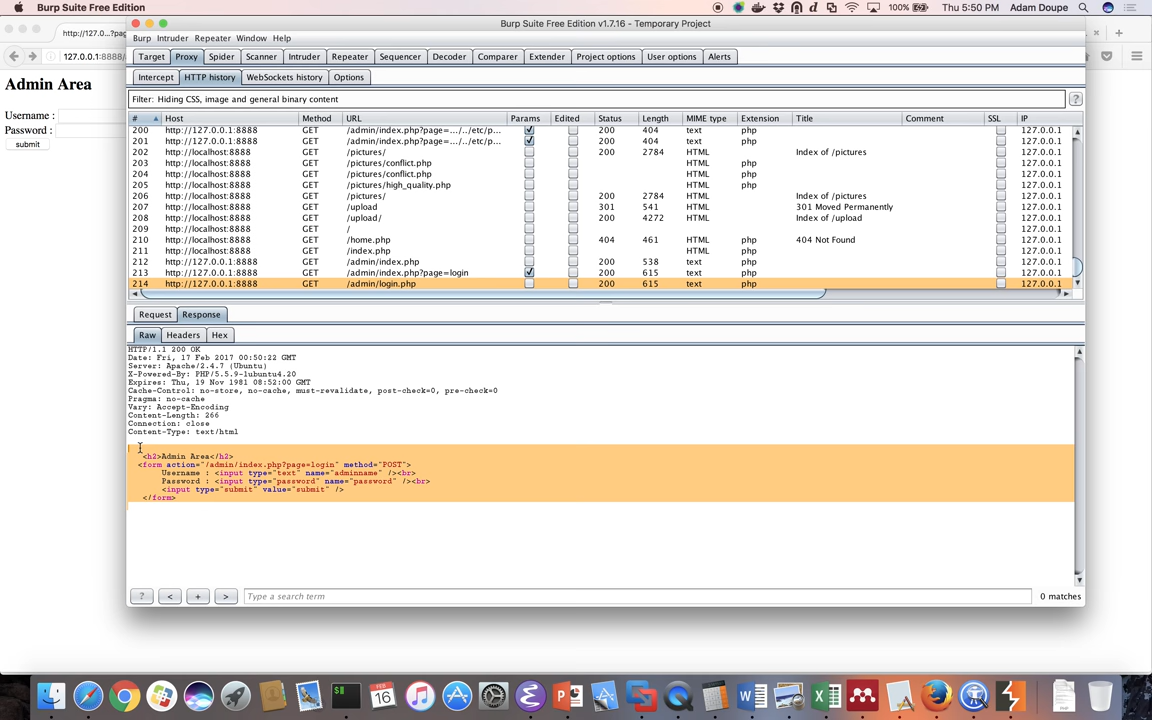 Burp Suite Free Edition
100%
Thu 5:50 PM Adam Doupe
Burp Suite Free Edition v1.7.16 - Temporary Project
http://127.0...?pag
127.0.0.1:8888/
Burp Intruder Repeater Window Help
Target Proxy Spider Scanner Intruder Repeater Sequencer Decoder Comparer Extender Project options User options Alerts
Intercept HTTP history WebSockets history Options
Admin Area
Username :
Password :
submit
Filter: Hiding CSS, image and general binary content ?
# Host Method URL Params Edited Status Length MIME type Extension Title Comment SSL IP
200 http://127.0.0.1:8888 GET /admin/index.php?page=.../../etc/p... 200 404 text php 127.0.0.1
201 http://127.0.0.1:8888 GET /admin/index.php?page=.../../etc/p... 200 404 text php 127.0.0.1
202 http://localhost:8888 GET /pictures/ 200 2784 HTML Index of /pictures 127.0.0.1
203 http://localhost:8888 GET /pictures/conflict.php HTML php 127.0.0.1
204 http://localhost:8888 GET /pictures/conflict.php HTML php 127.0.0.1
205 http://localhost:8888 GET /pictures/high_quality.php HTML php 127.0.0.1
206 http://localhost:8888 GET /pictures/ 200 2784 HTML Index of /pictures 127.0.0.1
207 http://localhost:8888 GET /upload 301 541 HTML 301 Moved Permanently 127.0.0.1
208 http://localhost:8888 GET /upload/ 200 4272 HTML Index of /upload 127.0.0.1
209 http://localhost:8888 GET / 127.0.0.1
210 http://localhost:8888 GET /home.php 404 461 HTML php 404 Not Found 127.0.0.1
211 http://localhost:8888 GET /index.php HTML php 127.0.0.1
212 http://127.0.0.1:8888 GET /admin/index.php 200 538 text php 127.0.0.1
213 http://127.0.0.1:8888 GET /admin/index.php?page=login 200 615 text php 127.0.0.1
214 http://127.0.0.1:8888 GET /admin/login.php 200 615 text php 127.0.0.1
Request Response
Raw Headers Hex
HTTP/1.1 200 OK
Date: Fri, 17 Feb 2017 00:50:22 GMT
Server: Apache/2.4.7 (Ubuntu)
X-Powered-By: PHP/5.5.9-1ubuntu4.20
Expires: Thu, 19 Nov 1981 08:52:00 GMT
Cache-Control: no-store, no-cache, must-revalidate, post-check=0, pre-check=0
Pragma: no-cache
Vary: Accept-Encoding
Content-Length: 266
Connection: close
Content-Type: text/html
<h2>Admin Area</h2>
<form action="/admin/index.php?page=login" method="POST">
Username : <input type="text" name="adminname" /><br>
Password : <input type="password" name="password" /><br>
<input type="submit" value="submit" />
</form>
? < + > Type a search term 0 matches
FEB
16